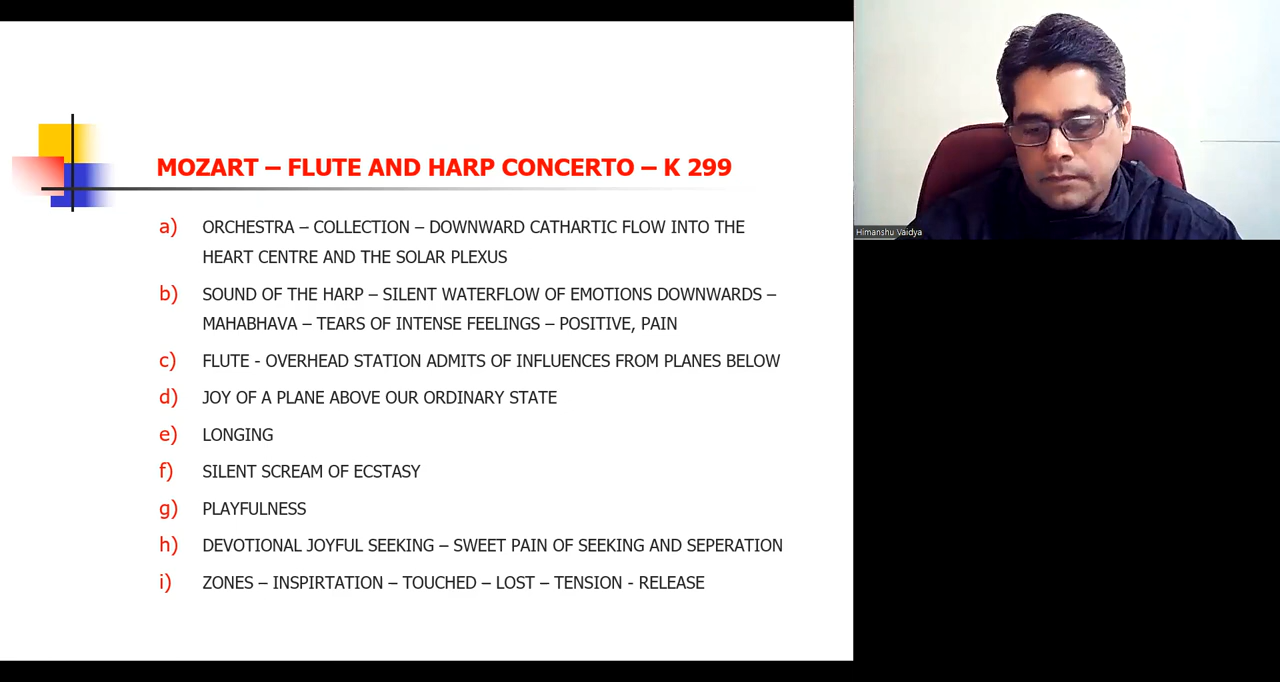 MOZART – FLUTE AND HARP CONCERTO – K 299
a) ORCHESTRA – COLLECTION – DOWNWARD CATHARTIC FLOW INTO THE
HEART CENTRE AND THE SOLAR PLEXUS
b) SOUND OF THE HARP – SILENT WATERFLOW OF EMOTIONS DOWNWARDS –
MAHABHAVA – TEARS OF INTENSE FEELINGS – POSITIVE, PAIN
c) FLUTE - OVERHEAD STATION ADMITS OF INFLUENCES FROM PLANES BELOW
d) JOY OF A PLANE ABOVE OUR ORDINARY STATE
e) LONGING
f) SILENT SCREAM OF ECSTASY
g) PLAYFULNESS
h) DEVOTIONAL JOYFUL SEEKING – SWEET PAIN OF SEEKING AND SEPERATION
i) ZONES – INSPIRTATION – TOUCHED – LOST – TENSION - RELEASE
Himanshu Vaidya